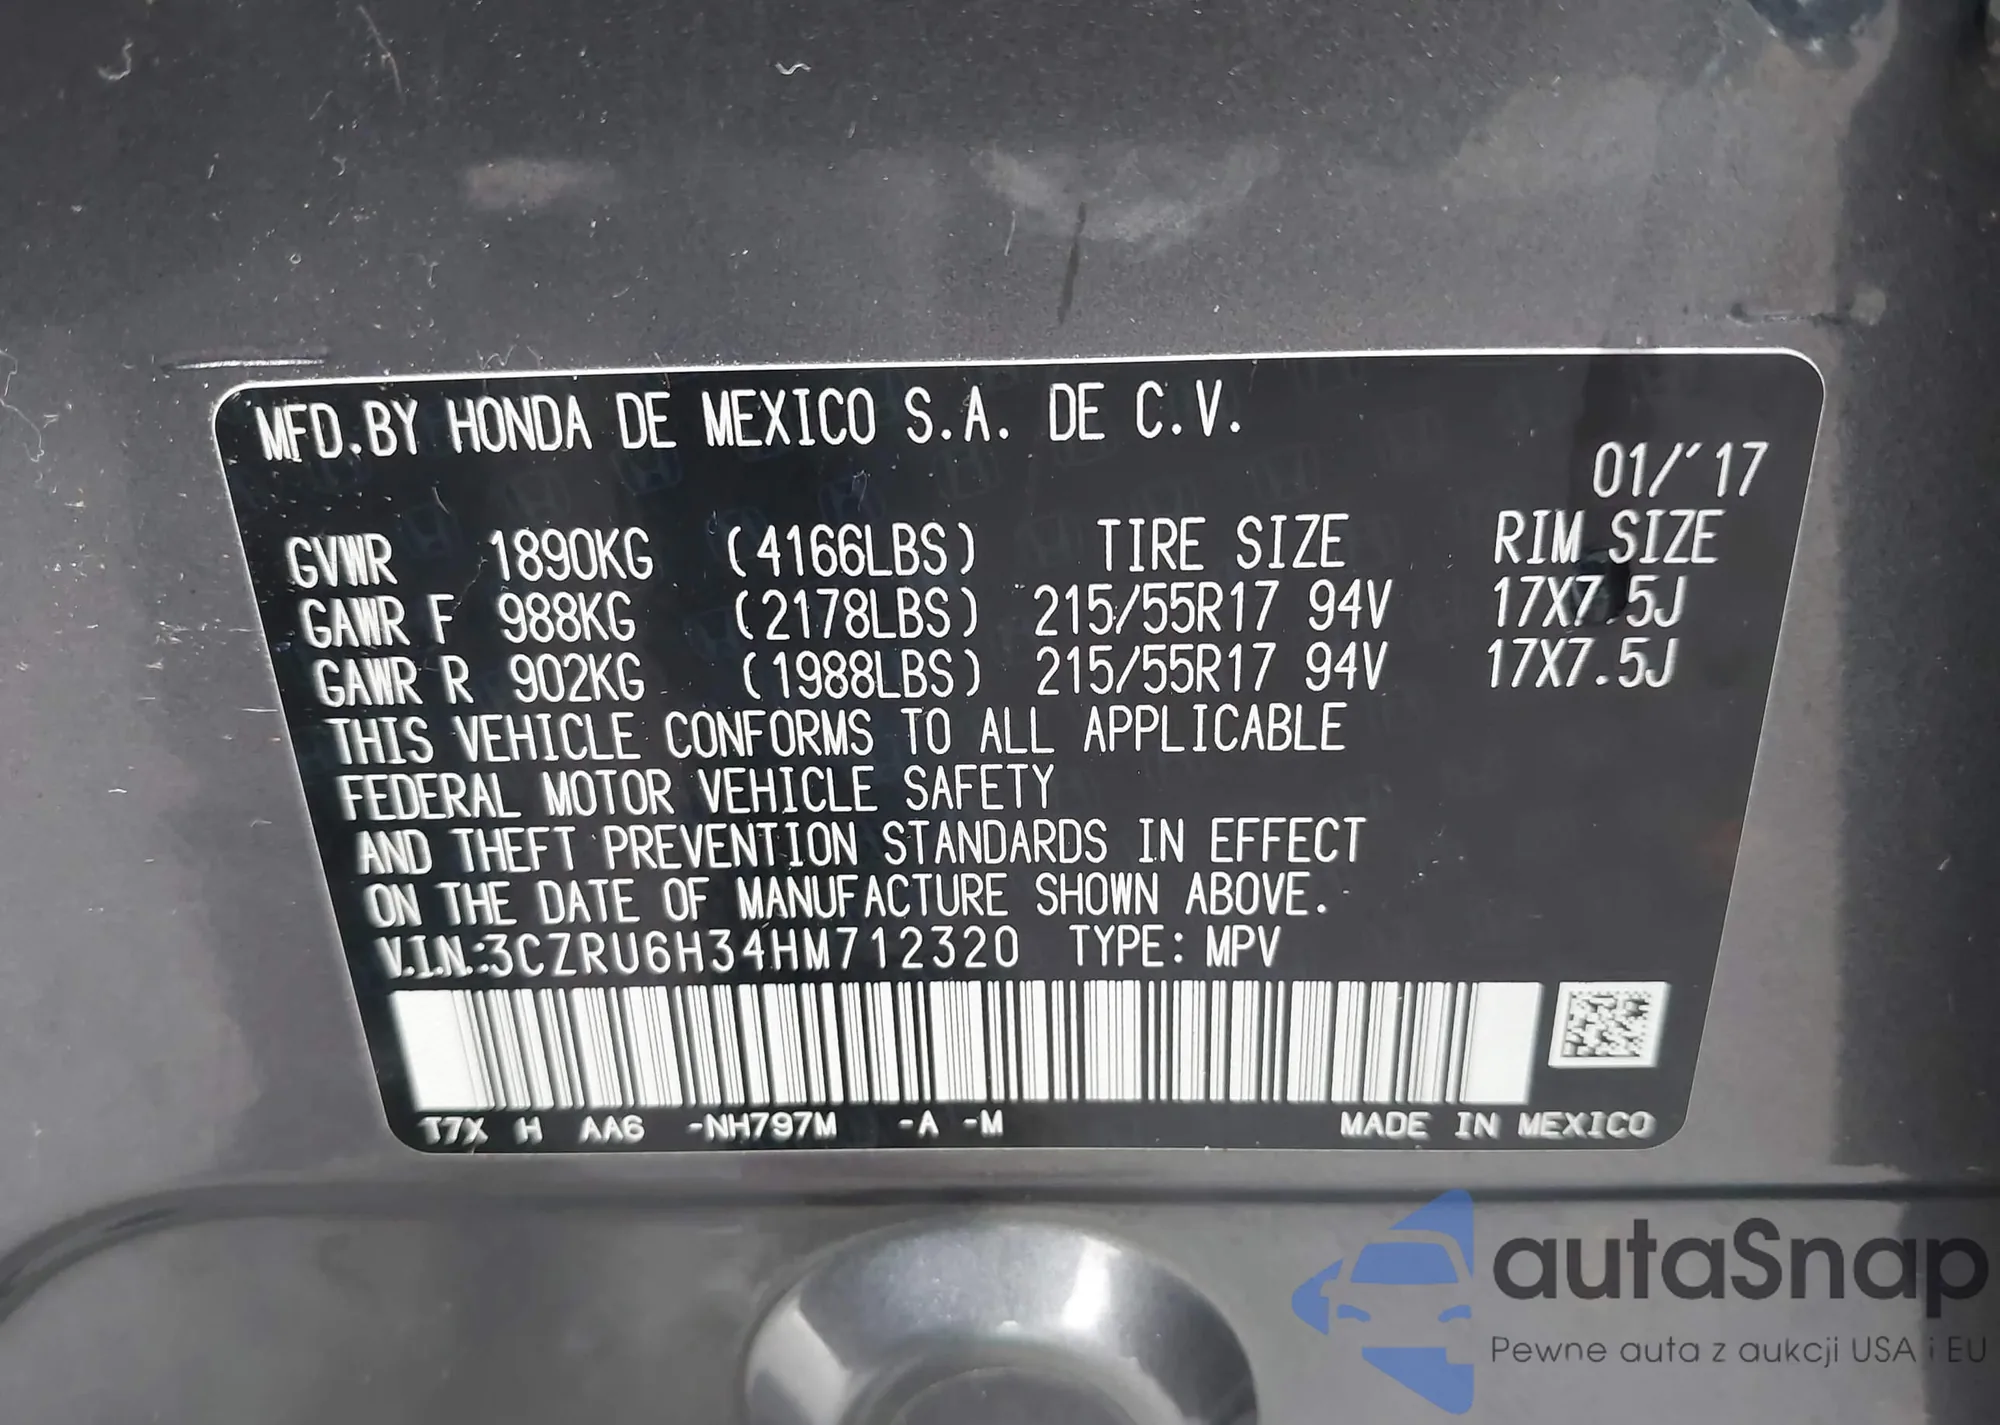 MFD.BY HONDA DE MEXICO S.A. DE C.V.
01/'17
GVWR 1890KG (4166LBS) TIRE SIZE RIM SIZE
GAWR F 988KG (2178LBS) 215/55R17 94V 17X7.5J
GAWR R 902KG (1988LBS) 215/55R17 94V 17X7.5J
THIS VEHICLE CONFORMS TO ALL APPLICABLE
FEDERAL MOTOR VEHICLE SAFETY
AND THEFT PREVENTION STANDARDS IN EFFECT
ON THE DATE OF MANUFACTURE SHOWN ABOVE.
V.I.N.:3CZRU6H34HM712320 TYPE: MPV
T7X H AA6 -NH797M -A -M MADE IN MEXICO
autaSnap
Pewne auta z aukcji USA i EU